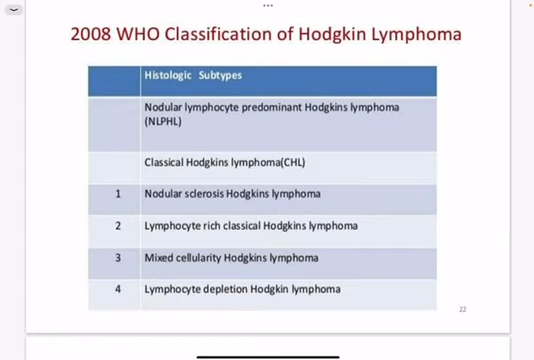 2008 WHO Classification of Hodgkin Lymphoma
Histologic Subtypes
Nodular lymphocyte predominant Hodgkins lymphoma
(NLPHL)
Classical Hodgkins lymphoma(CHL)
1 Nodular sclerosis Hodgkins lymphoma
2 Lymphocyte rich classical Hodgkins lymphoma
3 Mixed cellularity Hodgkins lymphoma
4 Lymphocyte depletion Hodgkin lymphoma
22